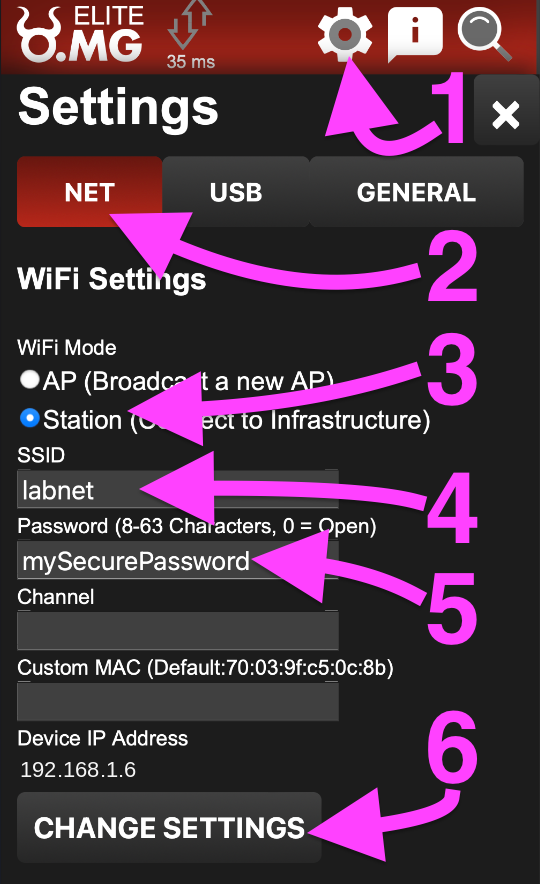 ELITE
O.MG
35 ms
1
Settings
×
NET USB GENERAL
2
WiFi Settings
WiFi Mode
3
AP (Broadcast a new AP)
Station (Connect to Infrastructure)
SSID
labnet
4
Password (8-63 Characters, 0 = Open)
mySecurePassword
5
Channel
Custom MAC (Default:70:03:9f:c5:0c:8b)
Device IP Address
6
192.168.1.6
CHANGE SETTINGS